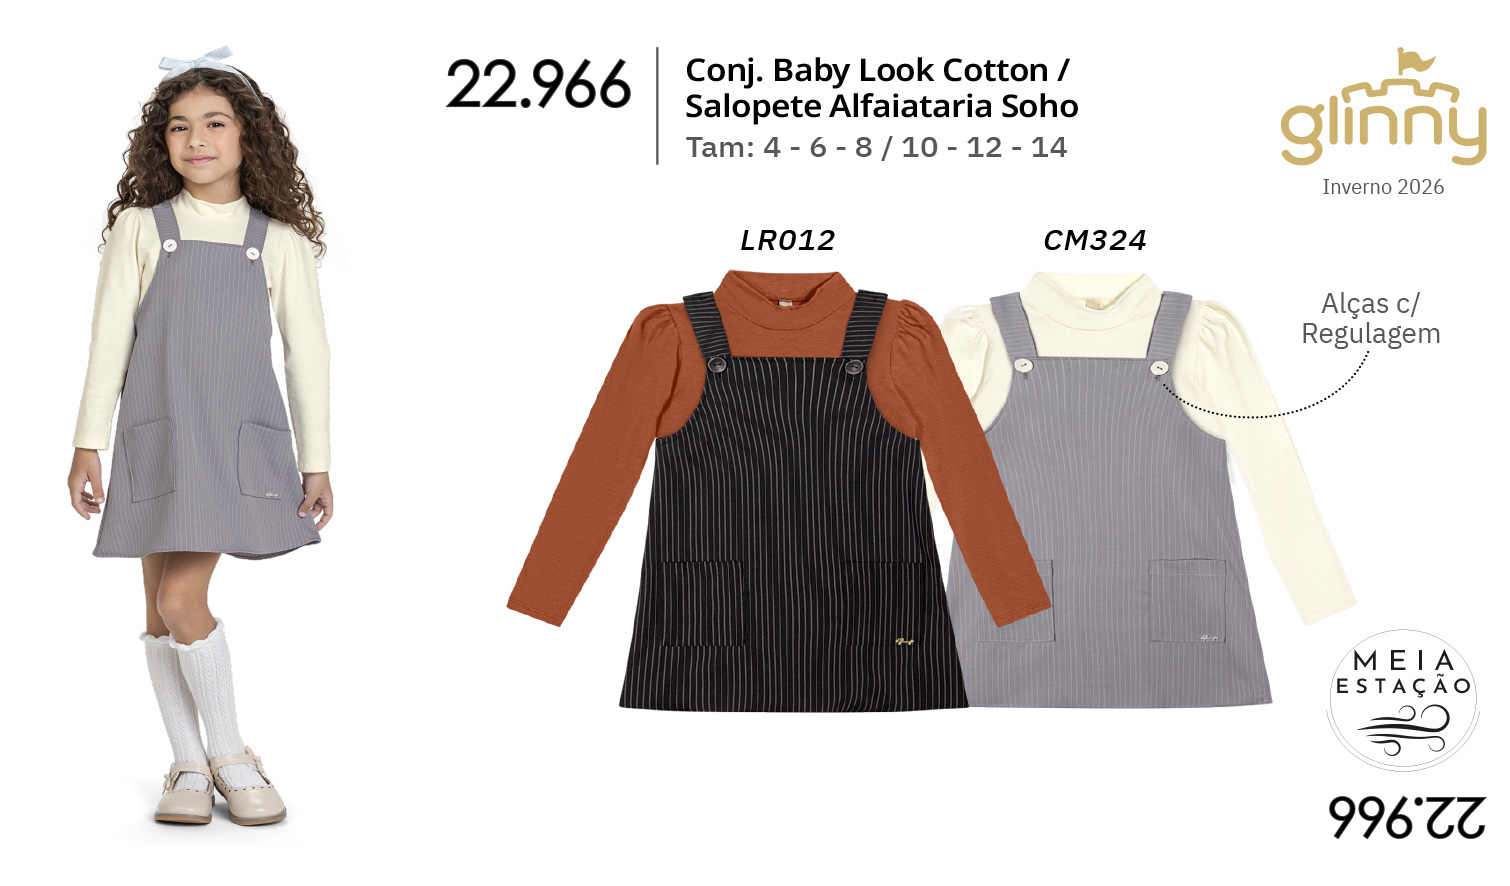 22.966
Conj. Baby Look Cotton /
Salopete Alfaiataria Soho
Tam: 4 - 6 - 8 / 10 - 12 - 14
glinny
Inverno 2026
LR012
CM324
Alças c/
Regulagem
MEIA
ESTAÇÃO
22.966